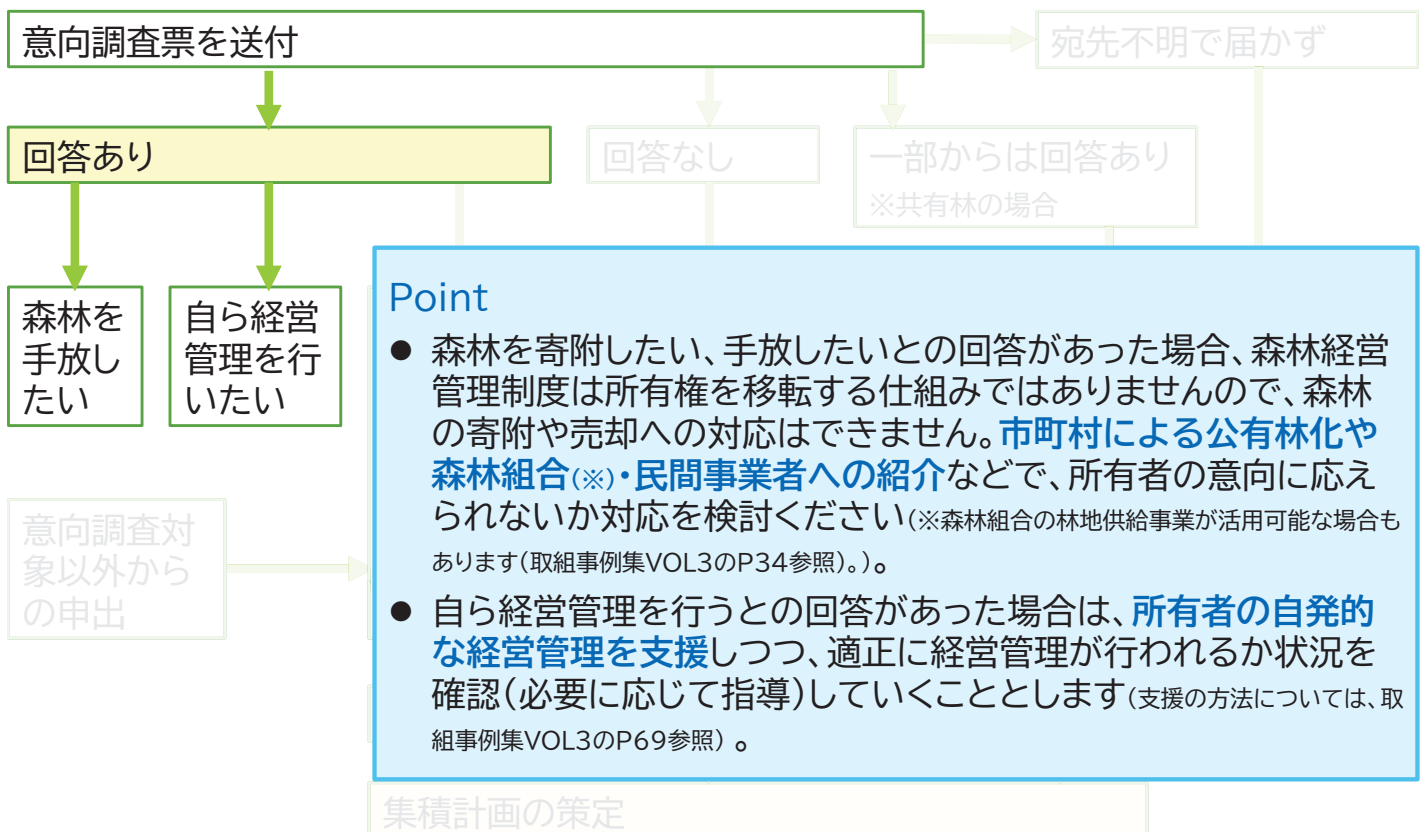 意向調査票を送付
宛先不明で届かず
回答あり
回答なし
一部からは回答あり
※共有林の場合
森林を
手放し
たい
自ら経営
管理を行
いたい
意向調査対
象以外から
の申出
Point
● 森林を寄附したい、手放したいとの回答があった場合、森林経営
管理制度は所有権を移転する仕組みではありませんので、森林
の寄附や売却への対応はできません。市町村による公有林化や
森林組合(※)・民間事業者への紹介などで、所有者の意向に応え
られないか対応を検討ください(※森林組合の林地供給事業が活用可能な場合も
あります(取組事例集VOL3のP34参照)。)。
● 自ら経営管理を行うとの回答があった場合は、所有者の自発的
な経営管理を支援しつつ、適正に経営管理が行われるか状況を
確認(必要に応じて指導)していくこととします(支援の方法については、取
組事例集VOL3のP69参照) 。
集積計画の策定